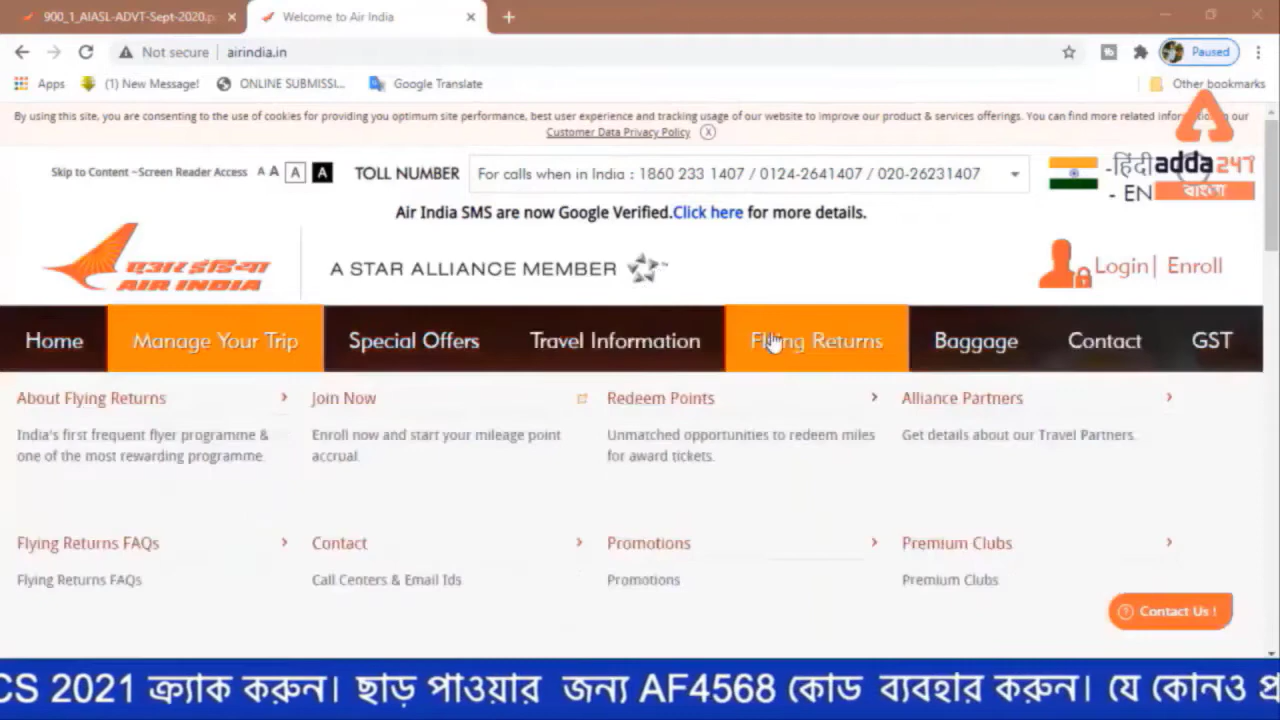 900_1_AIASL-ADVT-Sept-2020.p
Welcome to Air India
Not secure | airindia.in
Paused
Apps
(1) New Message!
ONLINE SUBMISSI...
Google Translate
Other bookmarks
By using this site, you are consenting to the use of cookies for providing you optimum site performance, best user experience and tracking usage of our website to improve our product & services offerings. You can find more related in our
Customer Data Privacy Policy
Skip to Content -Screen Reader Access A A A A
TOLL NUMBER
For calls when in India : 1860 233 1407 / 0124-2641407 / 020-26231407
-हिंदी
- EN
adda247
বাংলা
Air India SMS are now Google Verified.Click here for more details.
एअर इंडिया
AIR INDIA
A STAR ALLIANCE MEMBER
Login| Enroll
Home
Manage Your Trip
Special Offers
Travel Information
Flying Returns
Baggage
Contact
GST
About Flying Returns
Join Now
Redeem Points
Alliance Partners
India's first frequent flyer programme &
one of the most rewarding programme.
Enroll now and start your mileage point
accrual.
Unmatched opportunities to redeem miles
for award tickets.
Get details about our Travel Partners.
Flying Returns FAQs
Contact
Promotions
Premium Clubs
Flying Returns FAQs
Call Centers & Email Ids
Promotions
Premium Clubs
Contact Us !
CS 2021 ক্র্যাক করুন। ছাড় পাওয়ার জন্য AF4568 কোড ব্যবহার করুন। যে কোনও প্র